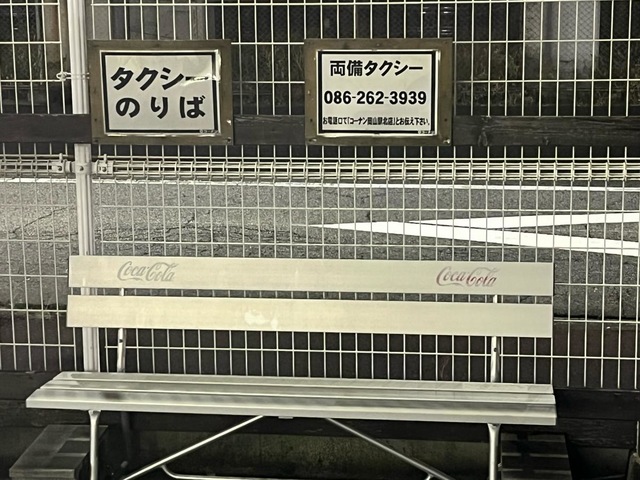 タクシー
のりば
両備タクシー
086-262-3939
お電話口で「コーナン岡山駅北店」とお伝え下さい。
Coca-Cola
Coca-Cola